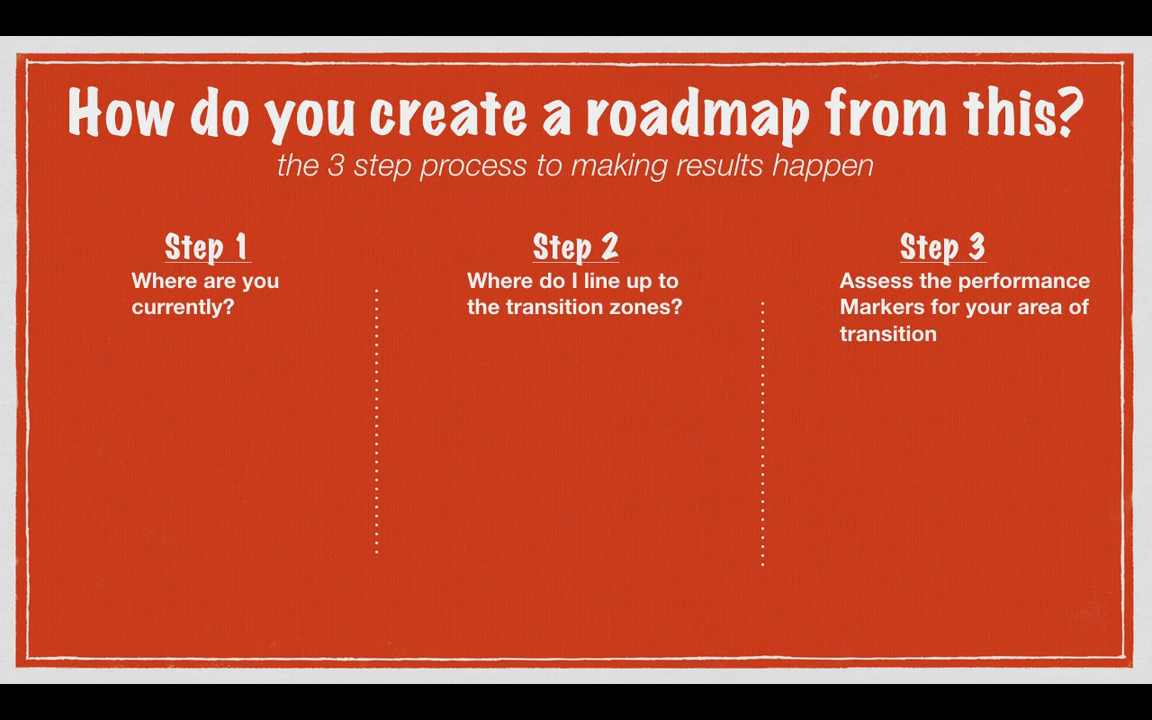 How do you create a roadmap from this?
the 3 step process to making results happen
Step 1
Where are you
currently?
Step 2
Where do I line up to
the transition zones?
Step 3
Assess the performance
Markers for your area of
transition